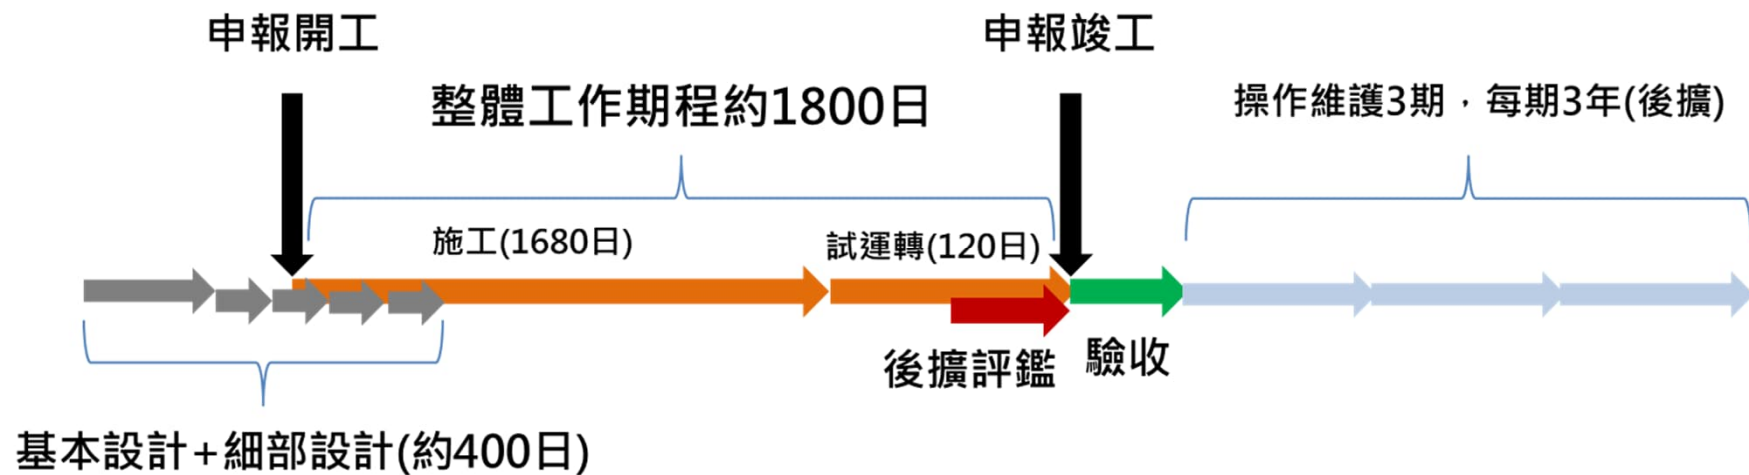 申報開工
申報竣工
整體工作期程約1800日
操作維護3期，每期3年(後擴)
施工(1680日)
試運轉(120日)
後擴評鑑
驗收
基本設計+細部設計(約400日)